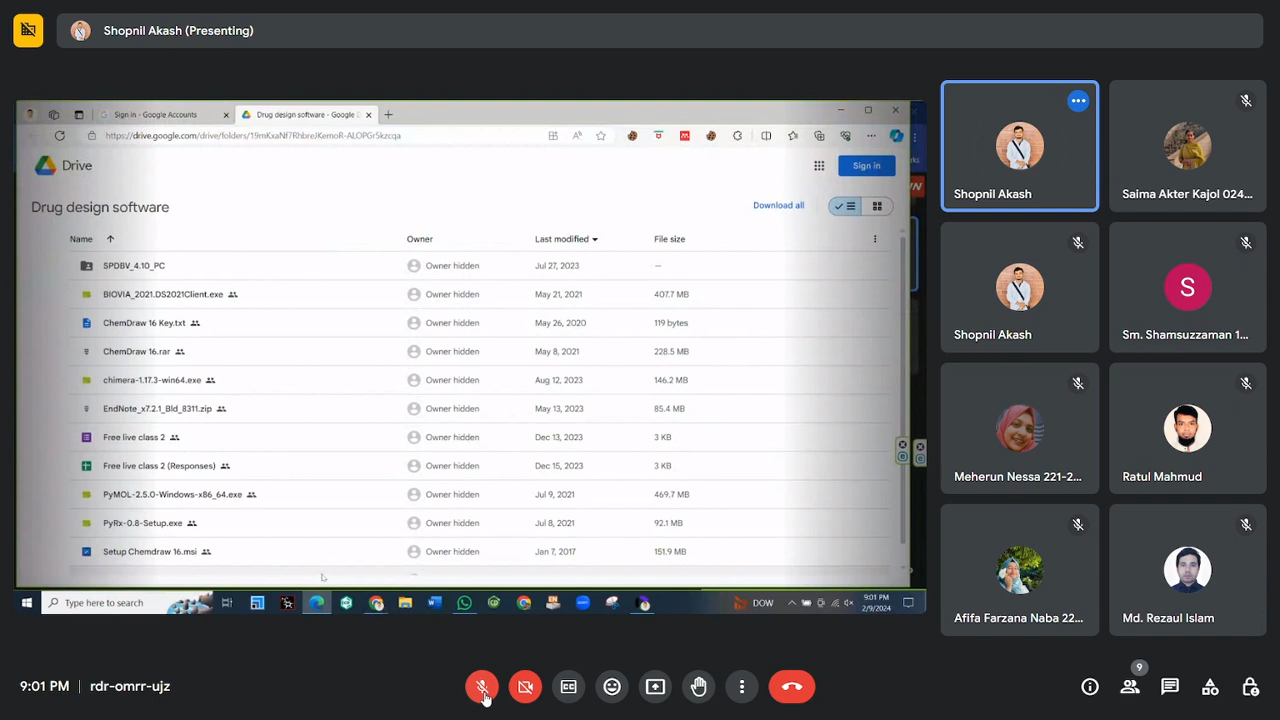 Shopnil Akash (Presenting)
Sign in - Google Accounts
Drug design software - Google D
https://drive.google.com/drive/folders/
Drive
Sign in
Drug design software
Download all
Name
Owner
Last modified
File size
SPDBV_4.10_PC
Owner hidden
Jul 27, 2023
—
BIOVIA_2021.DS2021Client.exe
Owner hidden
May 21, 2021
407.7 MB
ChemDraw 16 Key.txt
Owner hidden
May 26, 2020
119 bytes
ChemDraw 16.rar
Owner hidden
May 8, 2021
228.5 MB
chimera-1.17.3-win64.exe
Owner hidden
Aug 12, 2023
146.2 MB
EndNote_x7.2.1_Bld_8311.zip
Owner hidden
May 13, 2023
85.4 MB
Free live class 2
Owner hidden
Dec 13, 2023
3 KB
Free live class 2 (Responses)
Owner hidden
Dec 15, 2023
3 KB
PyMOL-2.5.0-Windows-x86_64.exe
Owner hidden
Jul 9, 2021
469.7 MB
PyRx-0.8-Setup.exe
Owner hidden
Jul 8, 2021
92.1 MB
Setup Chemdraw 16.msi
Owner hidden
Jan 7, 2017
151.9 MB
Type here to search
DOW
9:01 PM
2/9/2024
Shopnil Akash
Saima Akter Kajol 024...
Shopnil Akash
S
Sm. Shamsuzzaman 1...
Meherun Nessa 221-2...
Ratul Mahmud
Afifa Farzana Naba 22...
Md. Rezaul Islam
9:01 PM
rdr-omrr-ujz
9